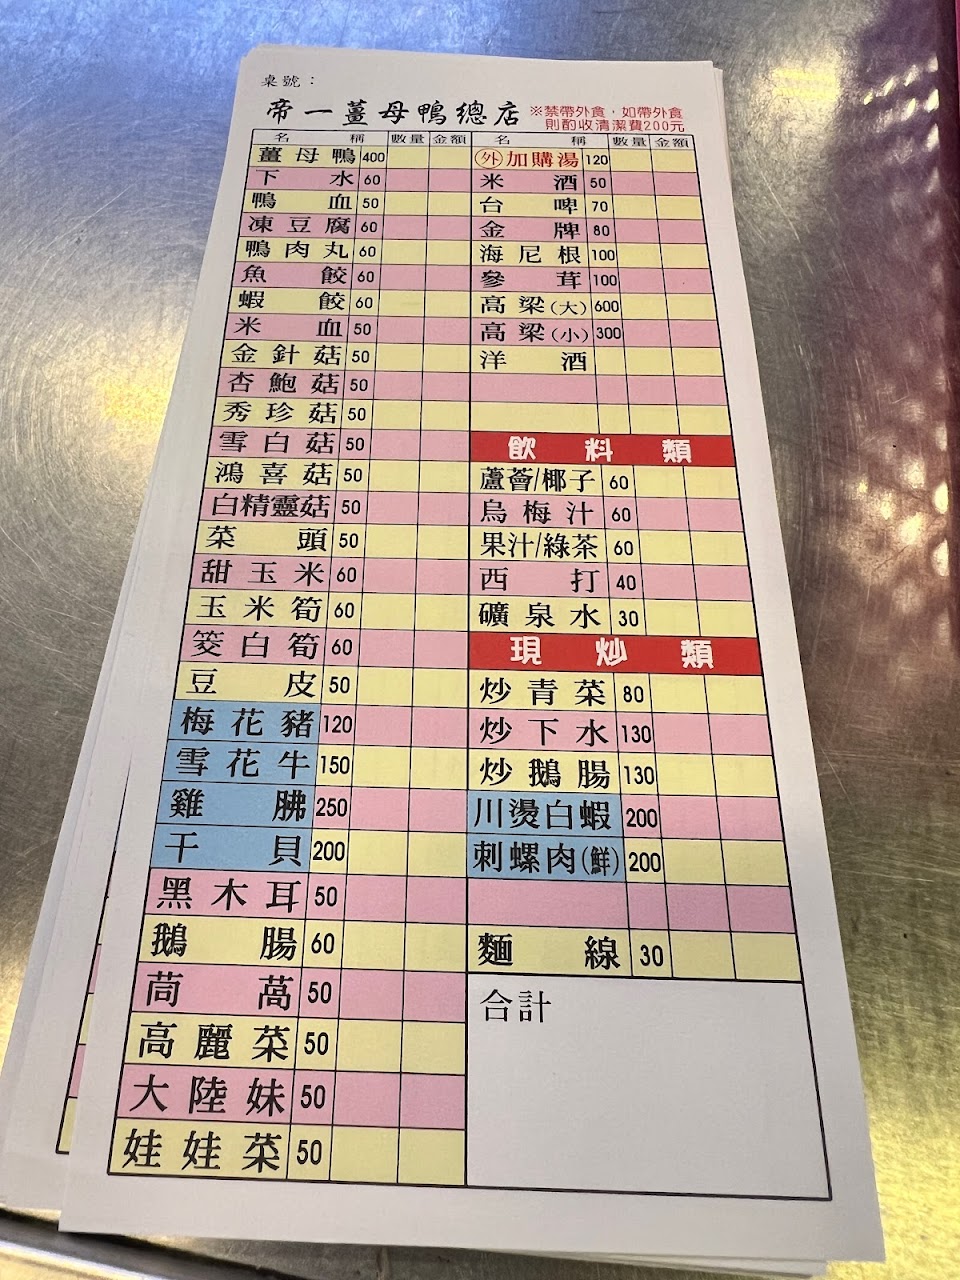 桌號：
帝一薑母鴨總店
※禁帶外食，如帶外食
則酌收清潔費200元
名稱 數量 金額
薑母鴨 400
下水 60
鴨血 50
凍豆腐 60
鴨肉丸 60
魚餃 60
蝦餃 60
米血 50
金針菇 50
杏鮑菇 50
秀珍菇 50
雪白菇 50
鴻喜菇 50
白精靈菇 50
菜頭 50
甜玉米 60
玉米筍 60
筊白筍 60
豆皮 50
梅花豬 120
雪花牛 150
雞胇 250
干貝 200
黑木耳 50
鵝腸 60
茼萵 50
高麗菜 50
大陸妹 50
娃娃菜 50
名稱 數量 金額
外加購湯 120
米酒 50
台啤 70
金牌 80
海尼根 100
參茸 100
高梁(大) 600
高梁(小) 300
洋酒
飲料類
蘆薈/椰子 60
烏梅汁 60
果汁/綠茶 60
西打 40
礦泉水 30
現炒類
炒青菜 80
炒下水 130
炒鵝腸 130
川燙白蝦 200
刺螺肉(鮮) 200
麵線 30
合計